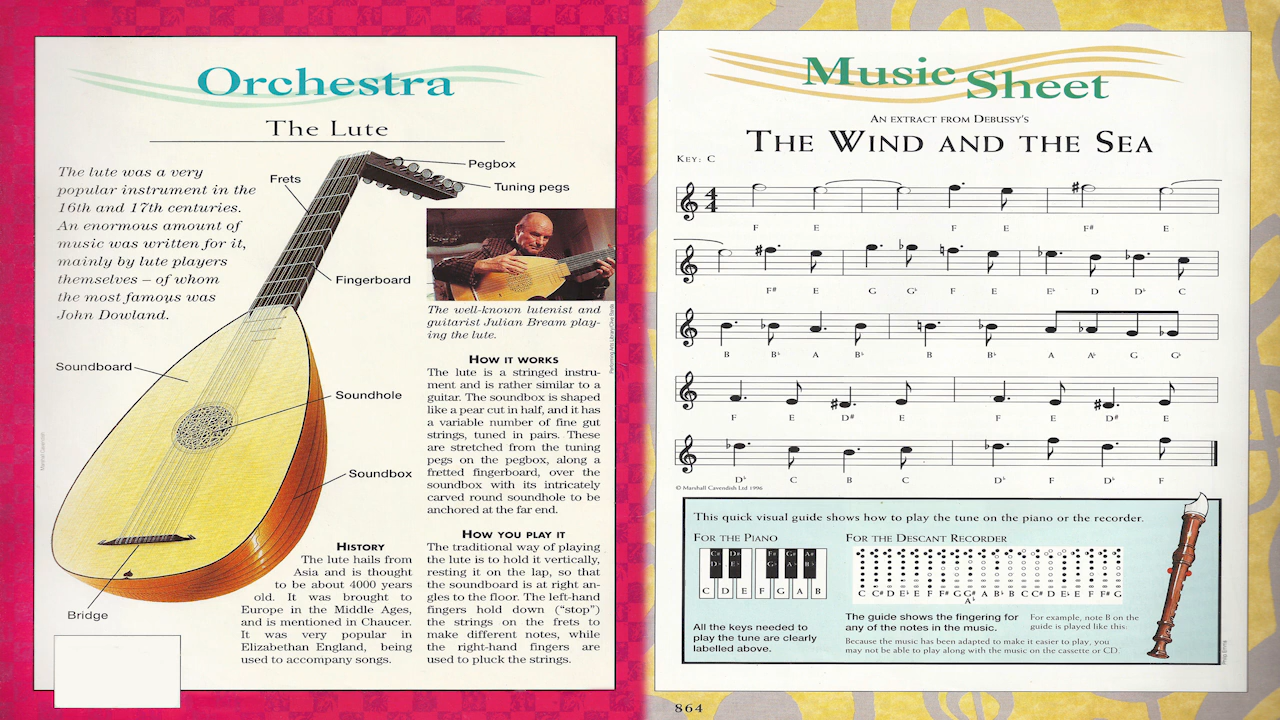 Orchestra
The Lute
The lute was a very
popular instrument in the
16th and 17th centuries.
An enormous amount of
music was written for it,
mainly by lute players
themselves – of whom
the most famous was
John Dowland.
Pegbox
Frets
Tuning pegs
Fingerboard
Soundboard
Soundhole
Soundbox
Bridge
The well-known lutenist and
guitarist Julian Bream play-
ing the lute.
HOW IT WORKS
The lute is a stringed instru-
ment and is rather similar to a
guitar. The soundbox is shaped
like a pear cut in half, and it has
a variable number of fine gut
strings, tuned in pairs. These
are stretched from the tuning
pegs on the pegbox, along a
fretted fingerboard, over the
soundbox with its intricately
carved round soundhole to be
anchored at the far end.
HISTORY
The lute hails from
Asia and is thought
to be about 4000 years
old. It was brought to
Europe in the Middle Ages,
and is mentioned in Chaucer.
It was very popular in
Elizabethan England, being
used to accompany songs.
HOW YOU PLAY IT
The traditional way of playing
the lute is to hold it vertically,
resting it on the lap, so that
the soundboard is at right an-
gles to the floor. The left-hand
fingers hold down (“stop”)
the strings on the frets to
make different notes, while
the right-hand fingers are
used to pluck the strings.
Music Sheet
AN EXTRACT FROM DEBUSSY'S
THE WIND AND THE SEA
KEY: C
4
4
F E F E F# E
F# E G G♭ F E E♭ D D♭ C
B B♭ A B♭ B B♭ A A♭ G G♭
F E D# E F E D# E
D♭ C B C D♭ F D♭ F
© Marshall Cavendish Ltd 1996
This quick visual guide shows how to play the tune on the piano or the recorder.
FOR THE PIANO
C# D# F# G# A#
D♭ E♭ G♭ A♭ B♭
C D E F G A B
All the keys needed to
play the tune are clearly
labelled above.
FOR THE DESCANT RECORDER
C C# D E♭ E F F# G G# A B♭ B C C# D E♭ E F F# G
A♭
The guide shows the fingering for
any of the notes in the music.
For example, note B on the
guide is played like this:
Because the music has been adapted to make it easier to play, you
may not be able to play along with the music on the cassette or CD.
864